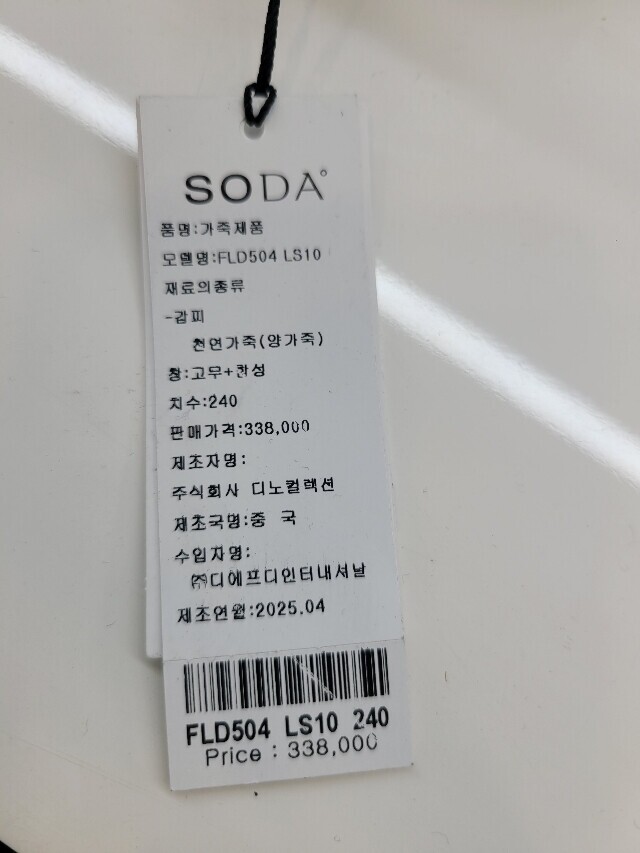 SODA
품명:가죽제품
모델명:FLD504 LS10
재료의종류
-갑피
천연가죽(양가죽)
창:고무+합성
치수:240
판매가격:338,000
제조자명:
주식회사 디노컬렉션
제조국명:중 국
수입자명:
㈜디에프디인터내셔날
제조연월:2025.04
FLD504 LS10 240
Price : 338,000